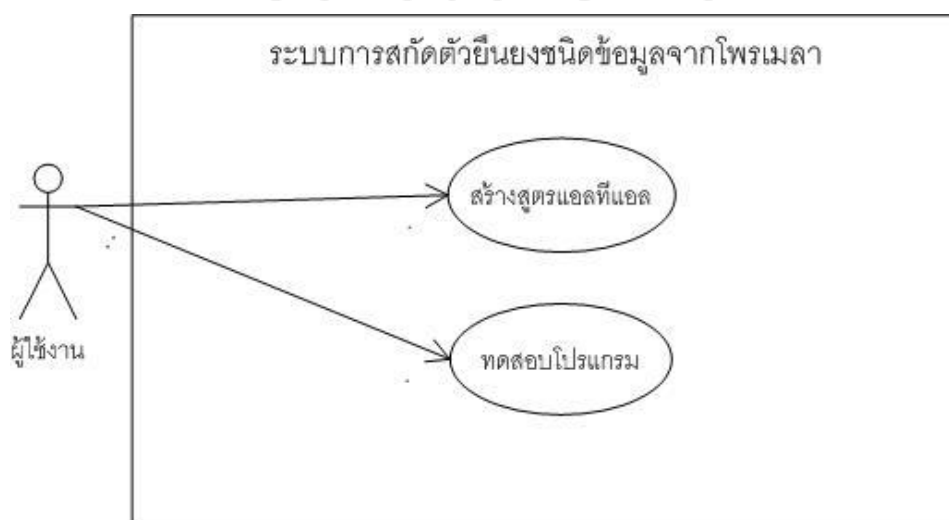 ระบบการสกัดตัวยืนยงชนิดข้อมูลจากโพรเมลา
สร้างสูตรแอลทีแอล
ผู้ใช้งาน
ทดสอบโปรแกรม